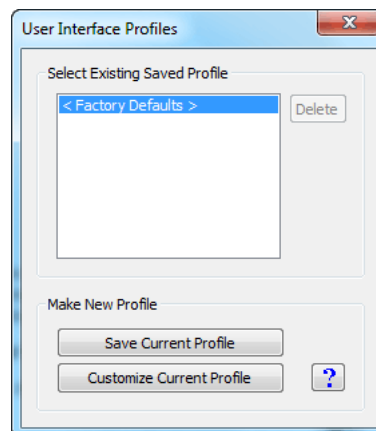 User Interface Profiles
Select Existing Saved Profile
< Factory Defaults >
Delete
Make New Profile
Save Current Profile
Customize Current Profile
?